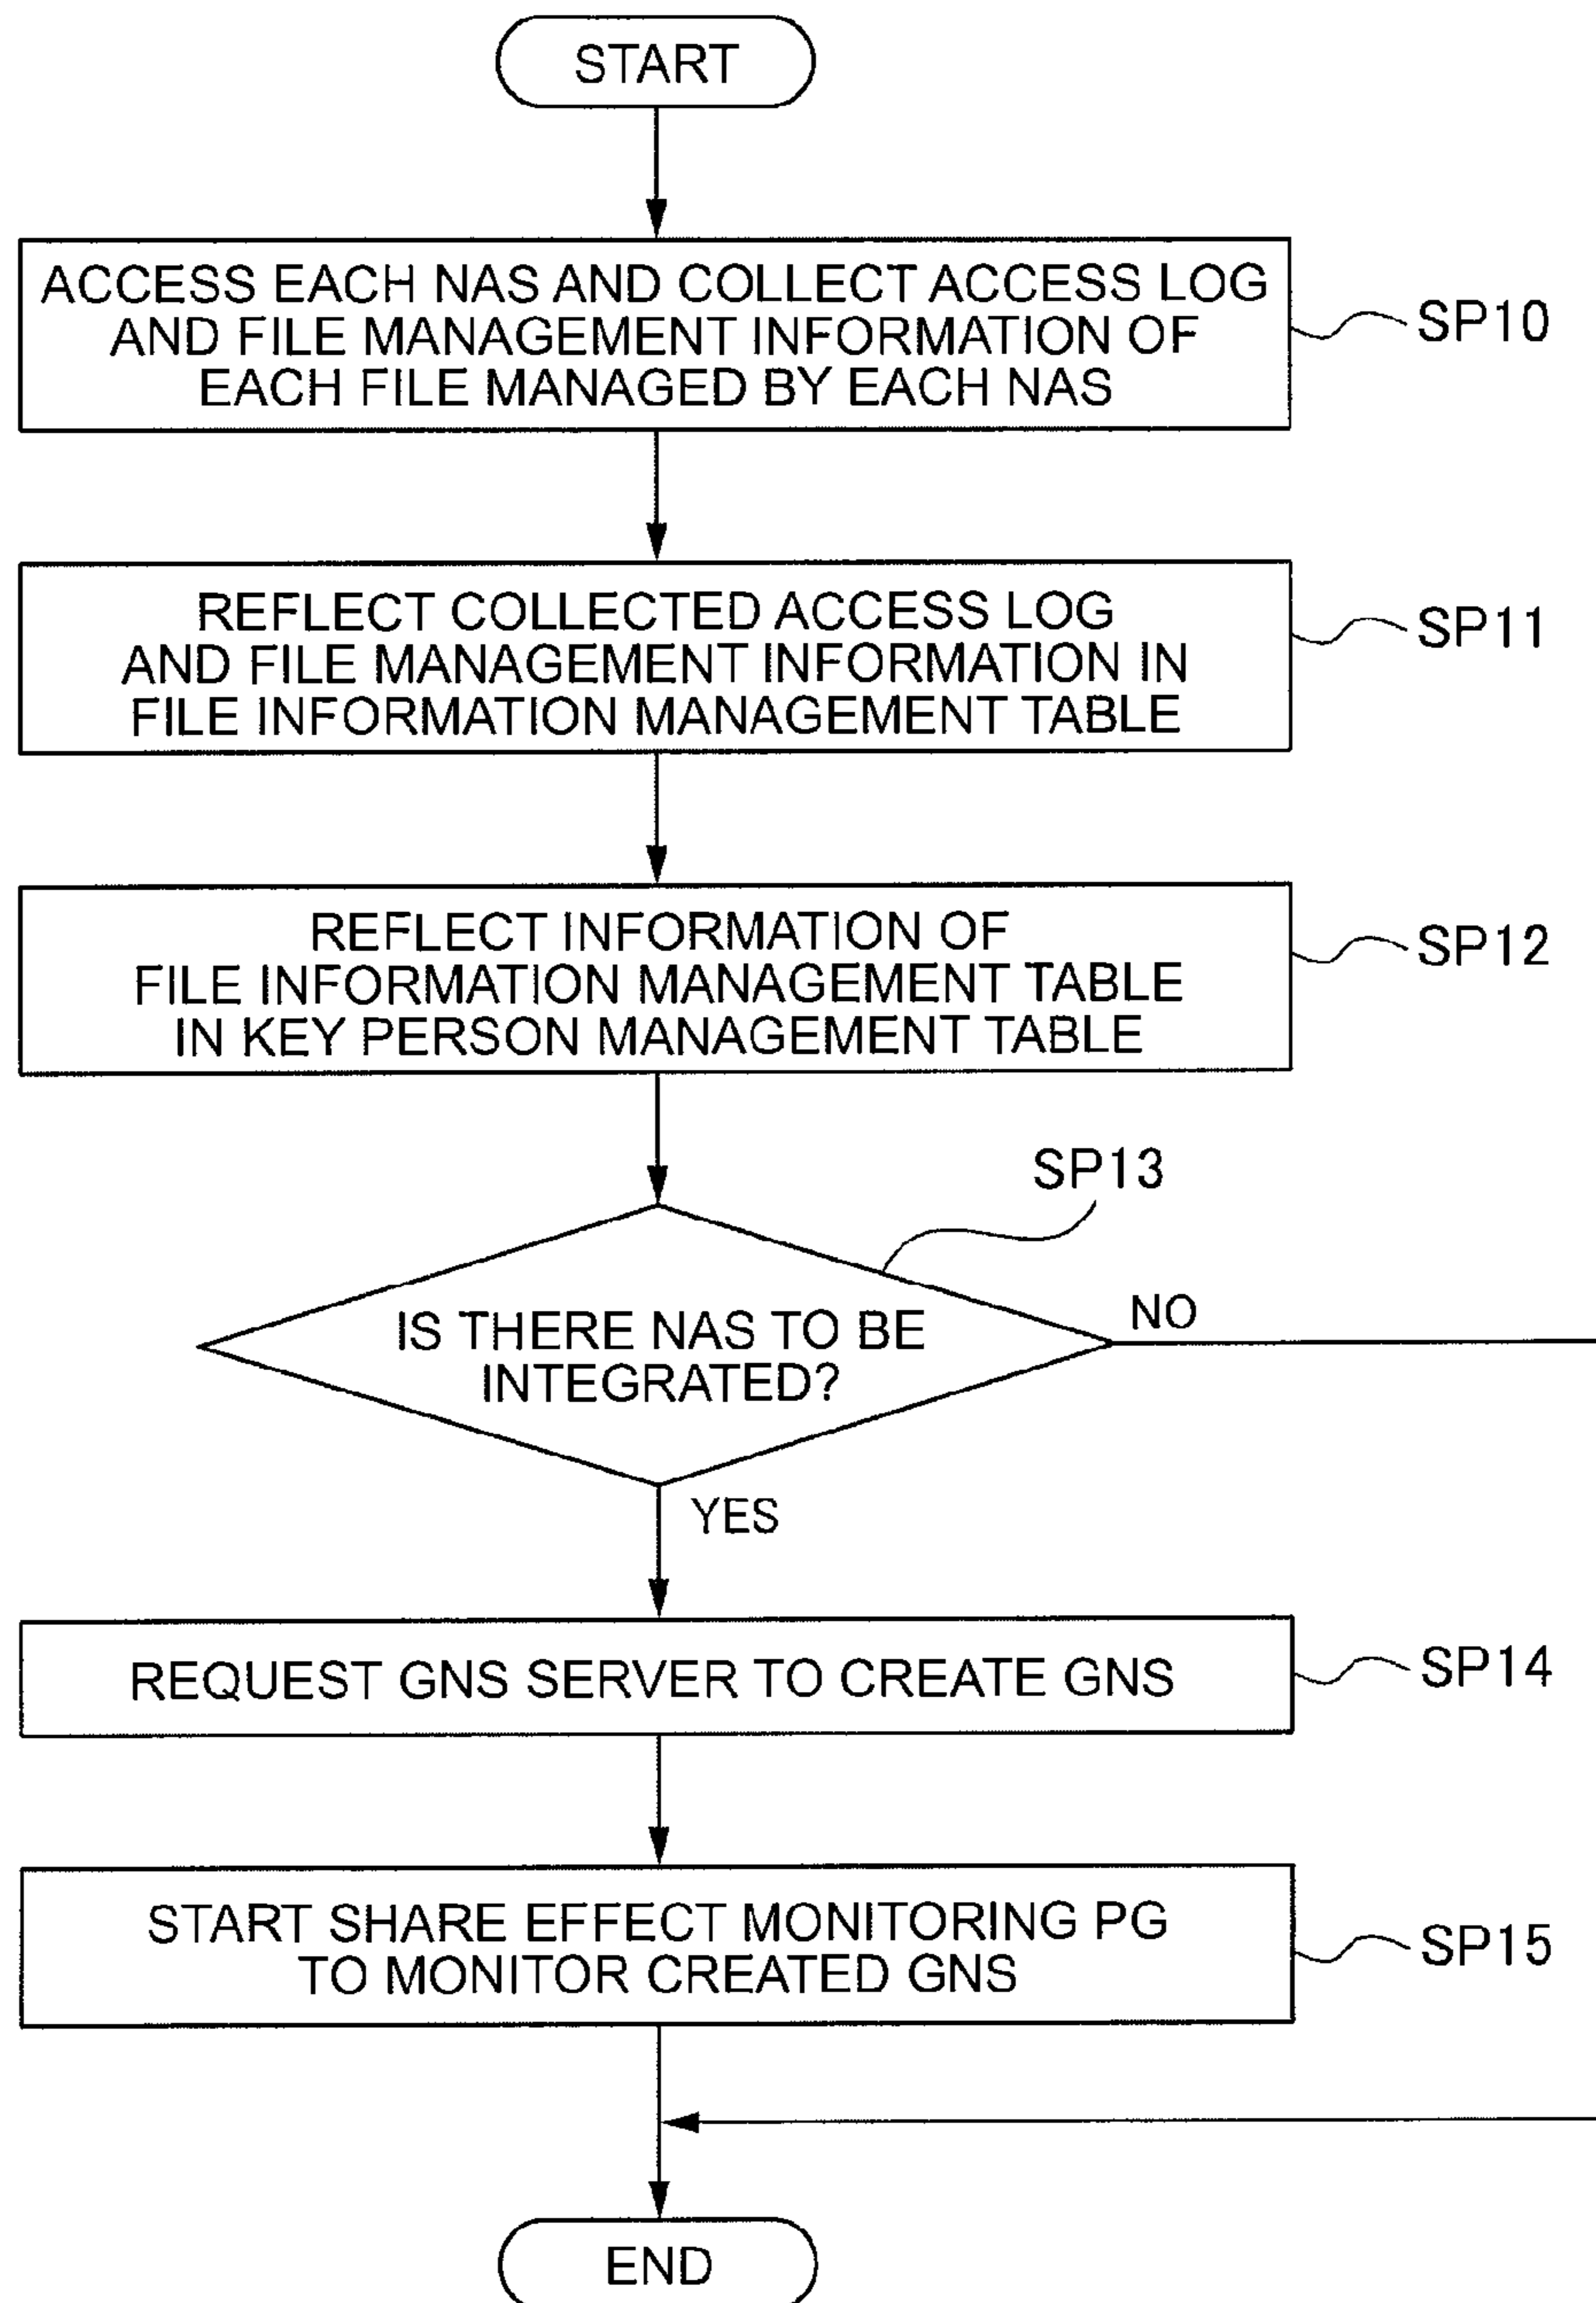 START
ACCESS EACH NAS AND COLLECT ACCESS LOG
AND FILE MANAGEMENT INFORMATION OF
EACH FILE MANAGED BY EACH NAS
SP10
REFLECT COLLECTED ACCESS LOG
AND FILE MANAGEMENT INFORMATION IN
FILE INFORMATION MANAGEMENT TABLE
SP11
REFLECT INFORMATION OF
FILE INFORMATION MANAGEMENT TABLE
IN KEY PERSON MANAGEMENT TABLE
SP12
SP13
IS THERE NAS TO BE
INTEGRATED?
NO
YES
REQUEST GNS SERVER TO CREATE GNS
SP14
START SHARE EFFECT MONITORING PG
TO MONITOR CREATED GNS
SP15
END